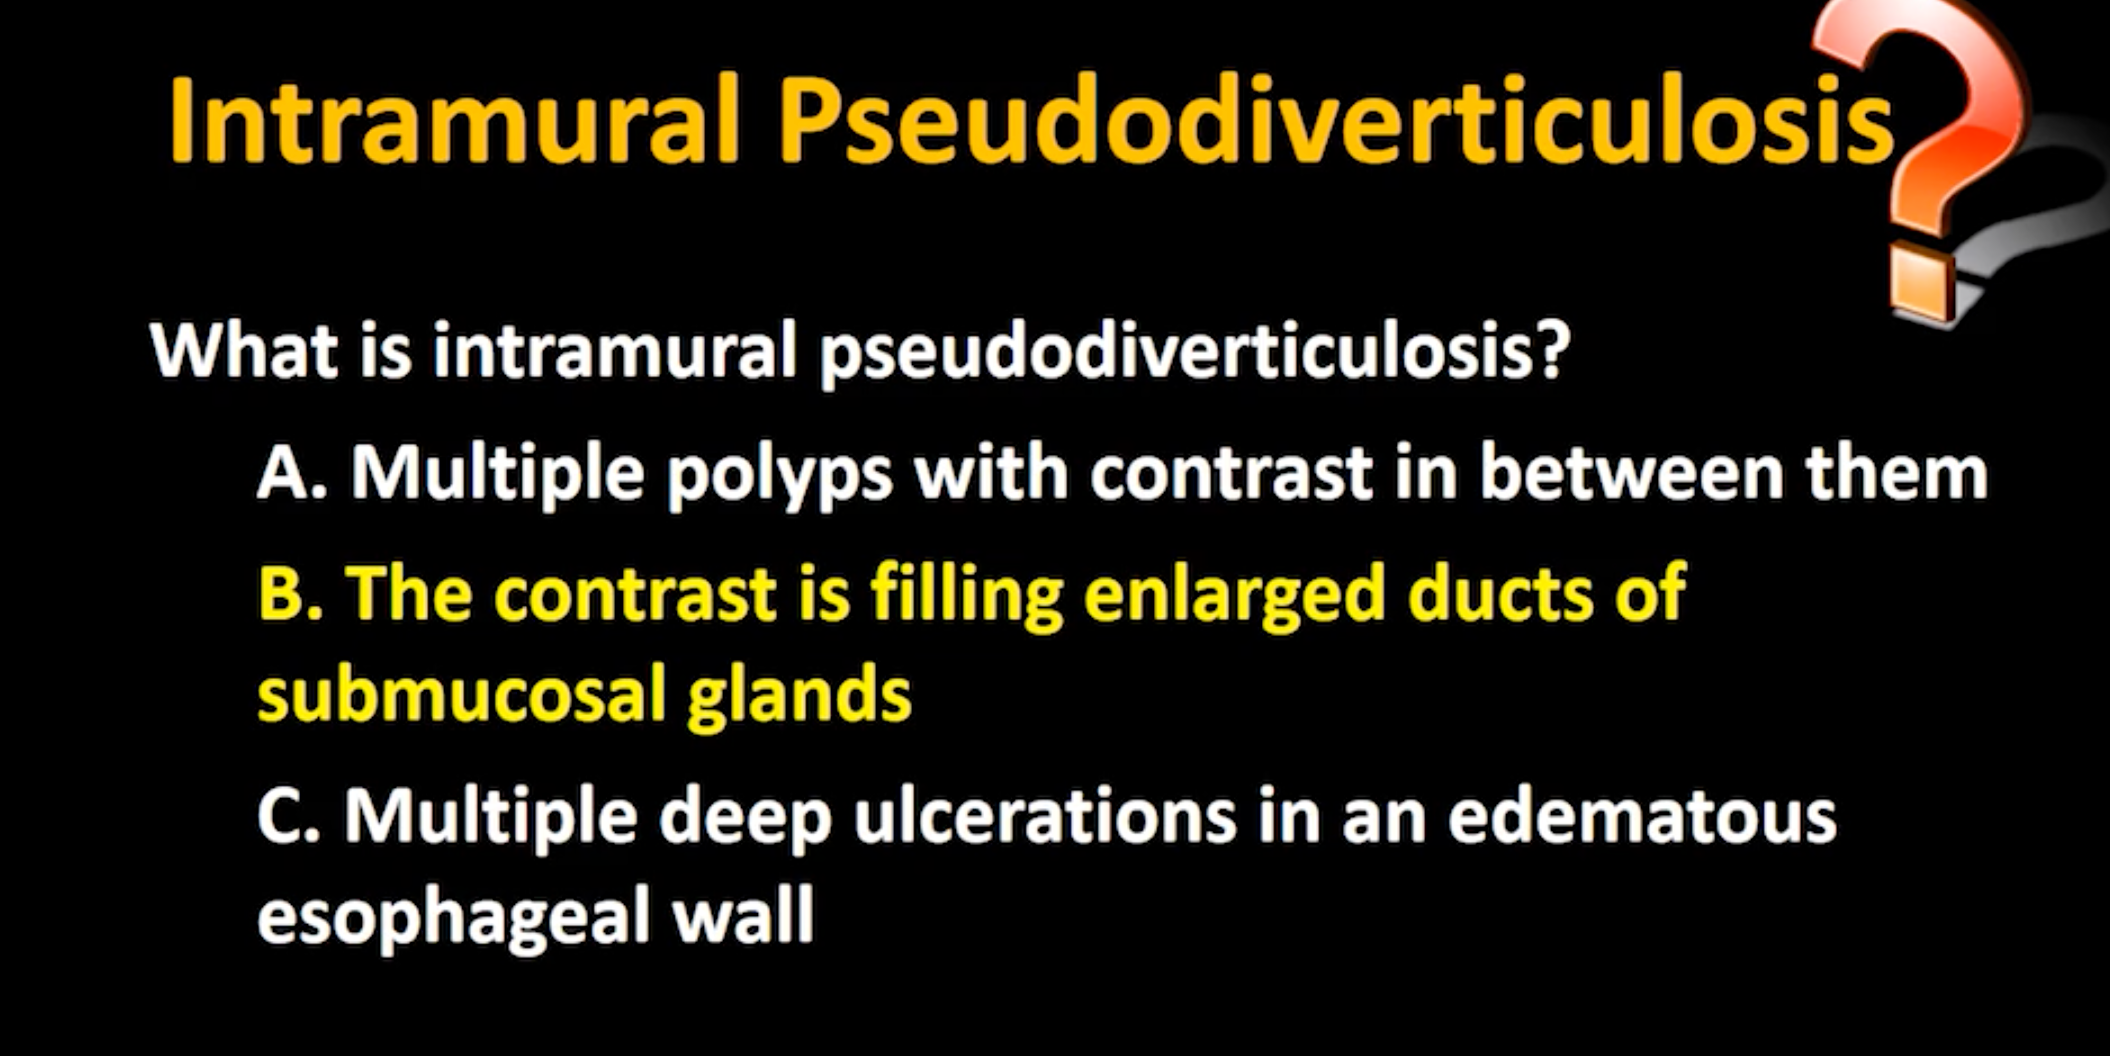 Intramural Pseudodiverticulosis
What is intramural pseudodiverticulosis?
A. Multiple polyps with contrast in between them
B. The contrast is filling enlarged ducts of
submucosal glands
C. Multiple deep ulcerations in an edematous
esophageal wall